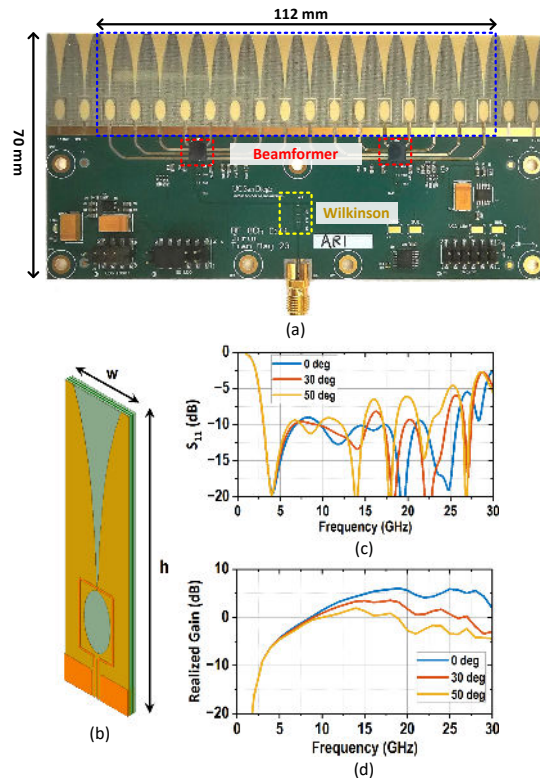 112 mm
70 mm
Beamformer
Wilkinson
ARI
(a)
w
h
(b)
S11 (dB)
0
−5
−10
−15
−20
0 deg
30 deg
50 deg
0 5 10 15 20 25 30
Frequency (GHz)
(c)
Realized Gain (dB)
10
0
−10
−20
0 deg
30 deg
50 deg
0 5 10 15 20 25 30
Frequency (GHz)
(d)